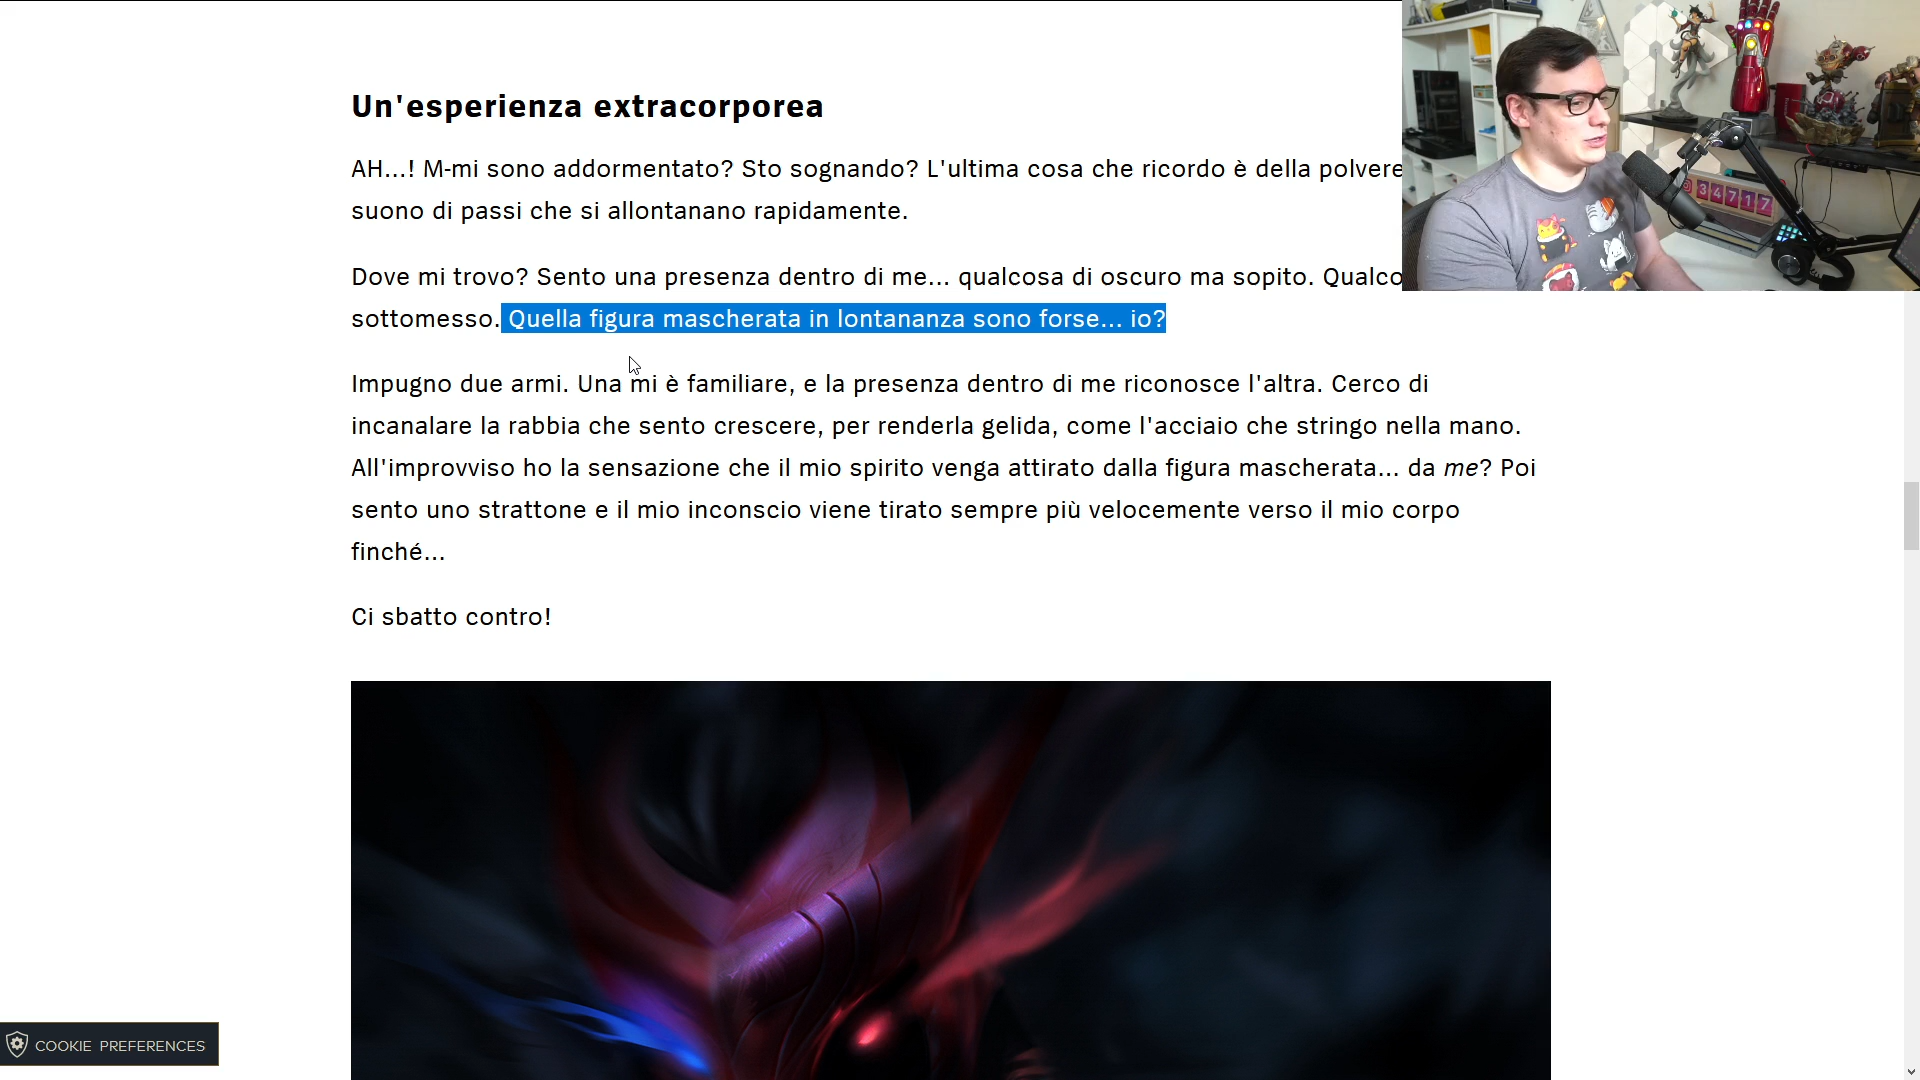 Un'esperienza extracorporea
AH...! M-mi sono addormentato? Sto sognando? L'ultima cosa che ricordo è della polvere
suono di passi che si allontanano rapidamente.
Dove mi trovo? Sento una presenza dentro di me... qualcosa di oscuro ma sopito. Qualco
sottomesso. Quella figura mascherata in lontananza sono forse... io?
Impugno due armi. Una mi è familiare, e la presenza dentro di me riconosce l'altra. Cerco di
incanalare la rabbia che sento crescere, per renderla gelida, come l'acciaio che stringo nella mano.
All'improvviso ho la sensazione che il mio spirito venga attirato dalla figura mascherata... da me? Poi
sento uno strattone e il mio inconscio viene tirato sempre più velocemente verso il mio corpo
finché...
Ci sbatto contro!
34717
COOKIE PREFERENCES